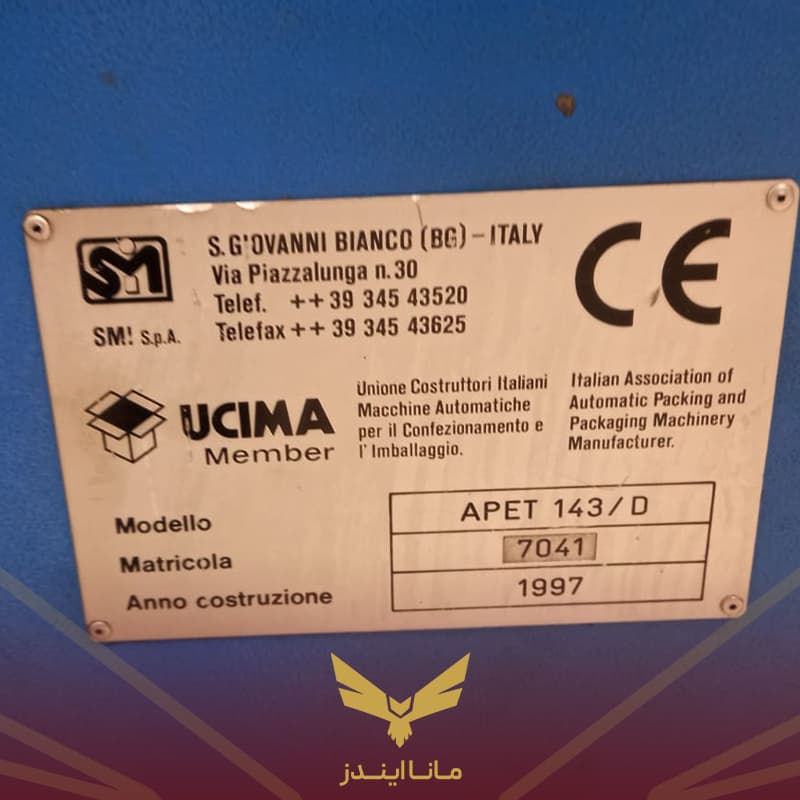 SMI
S. G'OVANNI BIANCO (BG) – ITALY
Via Piazzalunga n. 30
Telef. ++ 39 345 43520
Telefax ++ 39 345 43625
SM! S.p.A.
CE
UCIMA
Member
Unione Costruttori Italiani
Macchine Automatiche
per il Confezionamento e
l'Imballaggio.
Italian Association of
Automatic Packing and
Packaging Machinery
Manufacturer.
Modello APET 143/D
Matricola 7041
Anno costruzione 1997
مانا ایندز